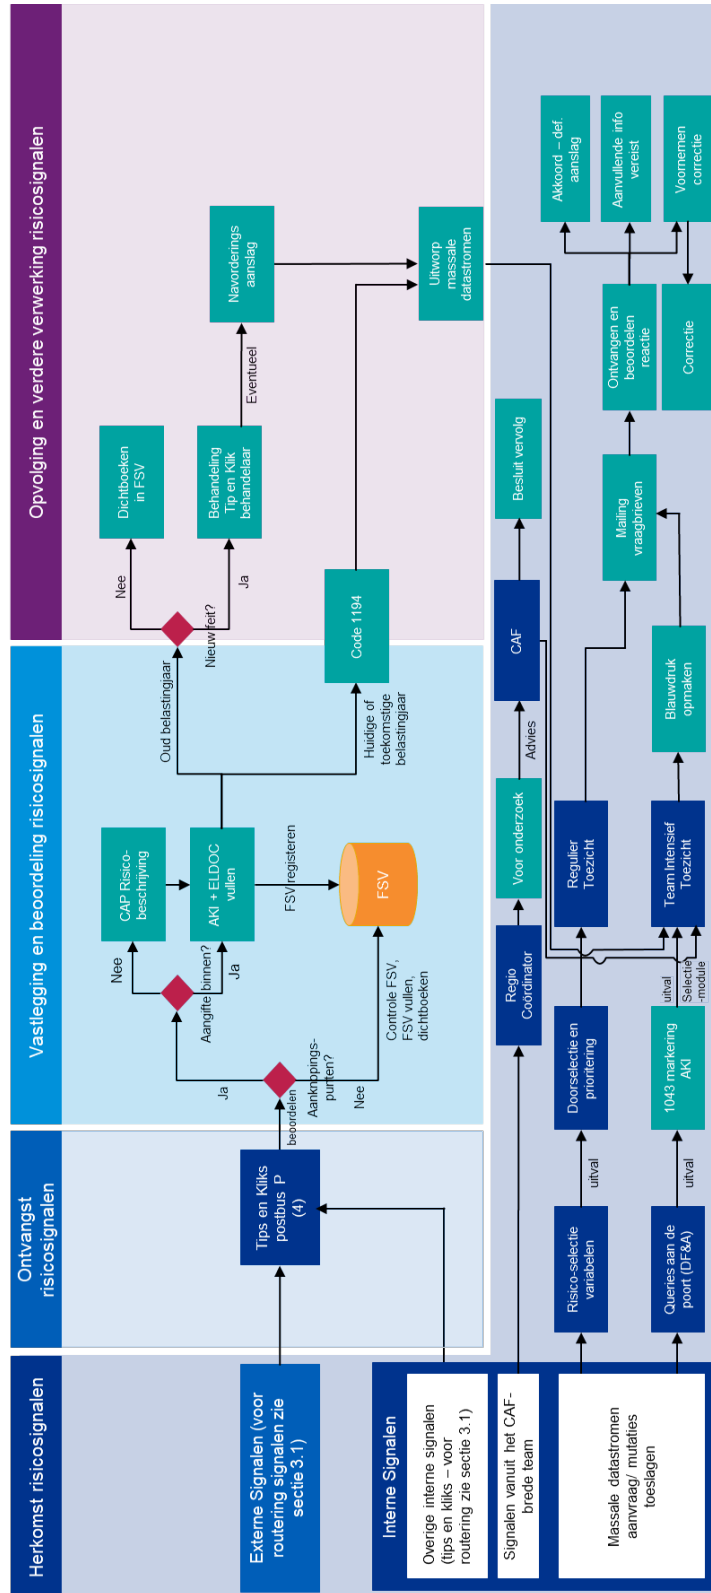 Herkomst risicosignalen
Ontvangst
risicosignalen
Vastlegging en beoordeling risicosignalen
Opvolging en verdere verwerking risicosignalen
Externe Signalen (voor
routering signalen zie
sectie 3.1)
Tips en Kliks
postbus P
(4)
beoordelen
Aanknopings-
punten?
Ja
Nee
Aangifte binnen?
Nee
Ja
CAP Risico-
beschrijving
AKI + ELDOC
vullen
FSV registeren
FSV
Controle FSV,
FSV vullen,
dichtboeken
Oud belastingjaar
Huidige of
toekomstige
belastingjaar
Nieuw feit?
Nee
Ja
Dichtboeken
in FSV
Behandeling
Tip en Klik
behandelaar
Eventueel
Navorderings
aanslag
Code 1194
Uitworp
massale
datastromen
Interne Signalen
Overige interne signalen
(tips en kliks – voor
routering zie sectie 3.1)
Signalen vanuit het CAF-
brede team
Massale datastromen
aanvraag/ mutaties
toeslagen
Regio
Coördinator
Voor onderzoek
Advies
CAF
Besluit vervolg
Risico-selectie
variabelen
uitval
Doorselectie en
prioritering
Regulier
Toezicht
Queries aan de
poort (DF&A)
uitval
1043 markering
AKI
uitval
Selectie
-module
Team Intensief
Toezicht
Blauwdruk
opmaken
Mailing
vraagbrieven
Ontvangen en
beoordelen
reactie
Akkoord – def.
aanslag
Aanvullende info
vereist
Voornemen
correctie
Correctie